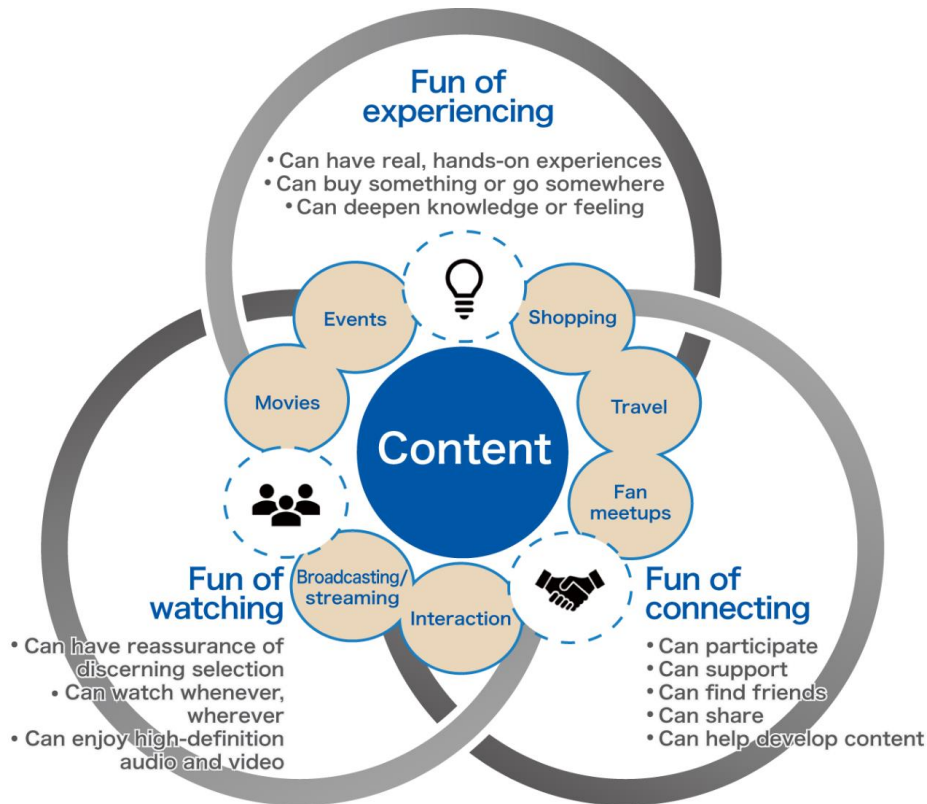 Fun of
experiencing
• Can have real, hands-on experiences
• Can buy something or go somewhere
• Can deepen knowledge or feeling
Events
Shopping
Movies
Travel
Content
Fan
meetups
Broadcasting/
streaming
Interaction
Fun of
watching
• Can have reassurance of
discerning selection
• Can watch whenever,
wherever
• Can enjoy high-definition
audio and video
Fun of
connecting
• Can participate
• Can support
• Can find friends
• Can share
• Can help develop content